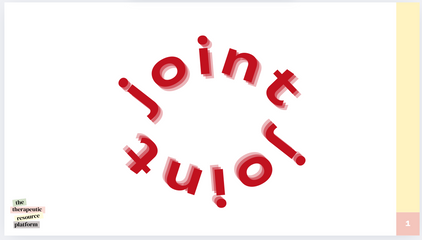 joint
joint
the
therapeutic
resource
platform
1